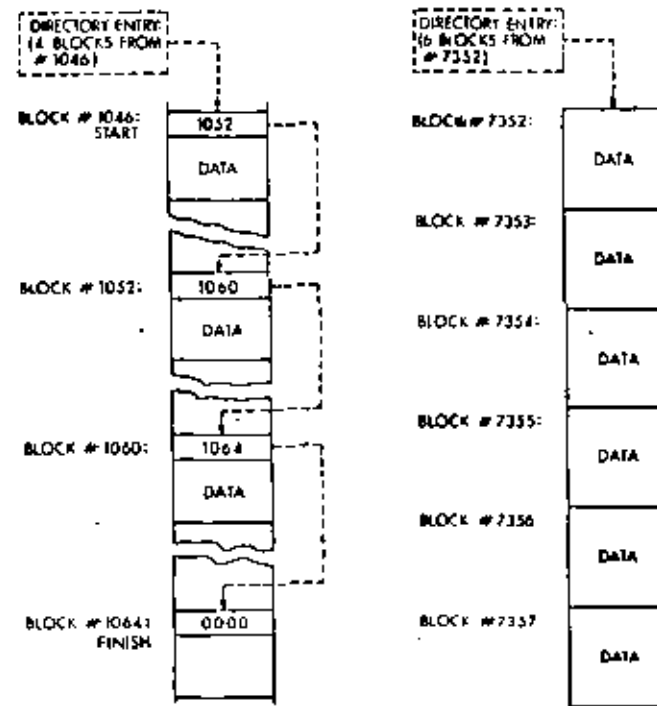 DIRECTORY ENTRY:
(4 BLOCKS FROM
#1046)
BLOCK #1046:
START
1052
DATA
BLOCK #1052:
1060
DATA
BLOCK #1060:
1064
DATA
BLOCK #1064:
FINISH
0000
DIRECTORY ENTRY:
(6 BLOCKS FROM
#7352)
BLOCK #7352:
DATA
BLOCK #7353:
DATA
BLOCK #7354:
DATA
BLOCK #7355:
DATA
BLOCK #7356
DATA
BLOCK #7357
DATA